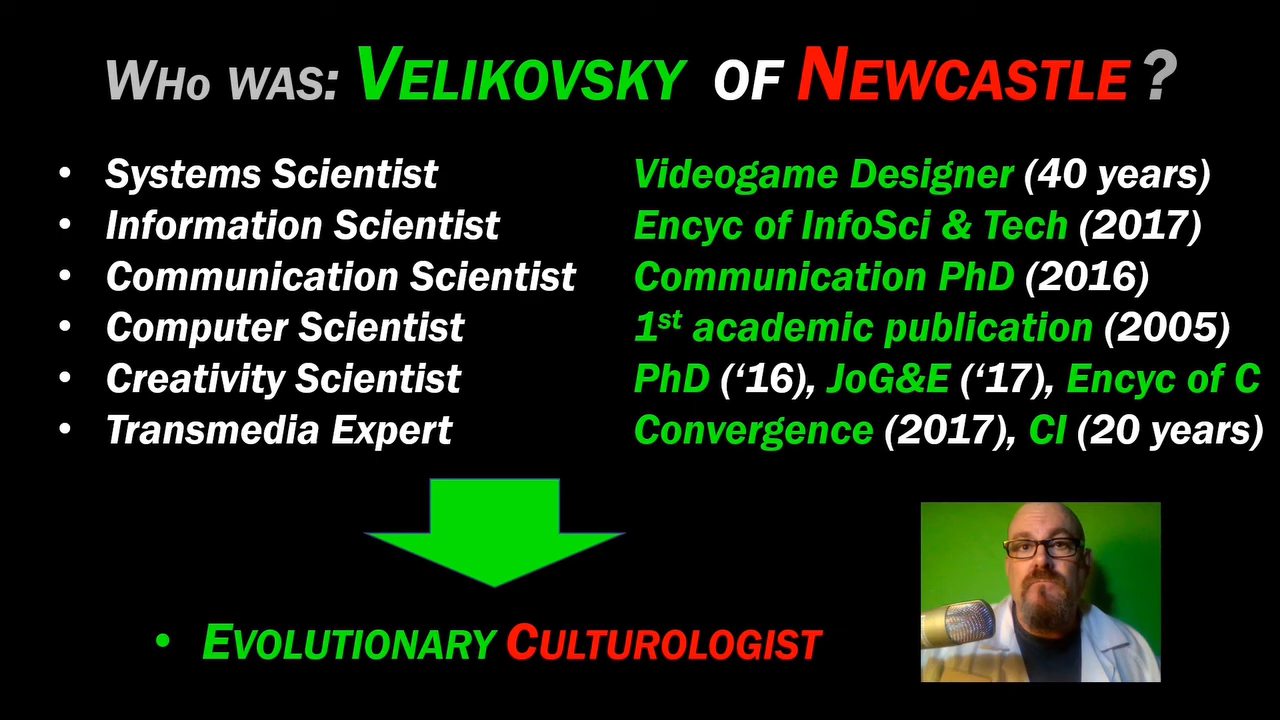 WHo WAS: VELIKOVSKY OF NEWCASTLE ?
• Systems Scientist Videogame Designer (40 years)
• Information Scientist Encyc of InfoSci & Tech (2017)
• Communication Scientist Communication PhD (2016)
• Computer Scientist 1st academic publication (2005)
• Creativity Scientist PhD (‘16), JoG&E (‘17), Encyc of C
• Transmedia Expert Convergence (2017), CI (20 years)
• EVOLUTIONARY CULTUROLOGIST